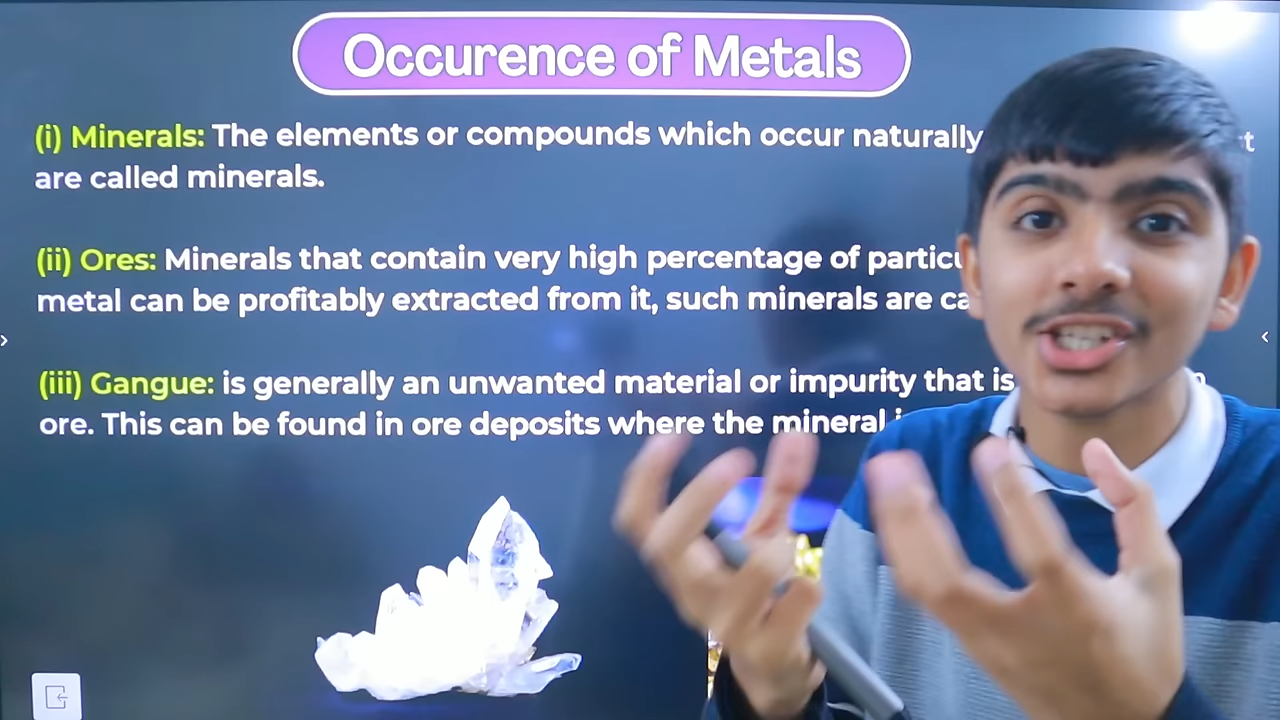 Occurence of Metals
(i) Minerals: The elements or compounds which occur naturally
are called minerals.
(ii) Ores: Minerals that contain very high percentage of
metal can be profitably extracted from it, such minerals are
(iii) Gangue: is generally an unwanted material or impurity that is
ore. This can be found in ore deposits where the mineral